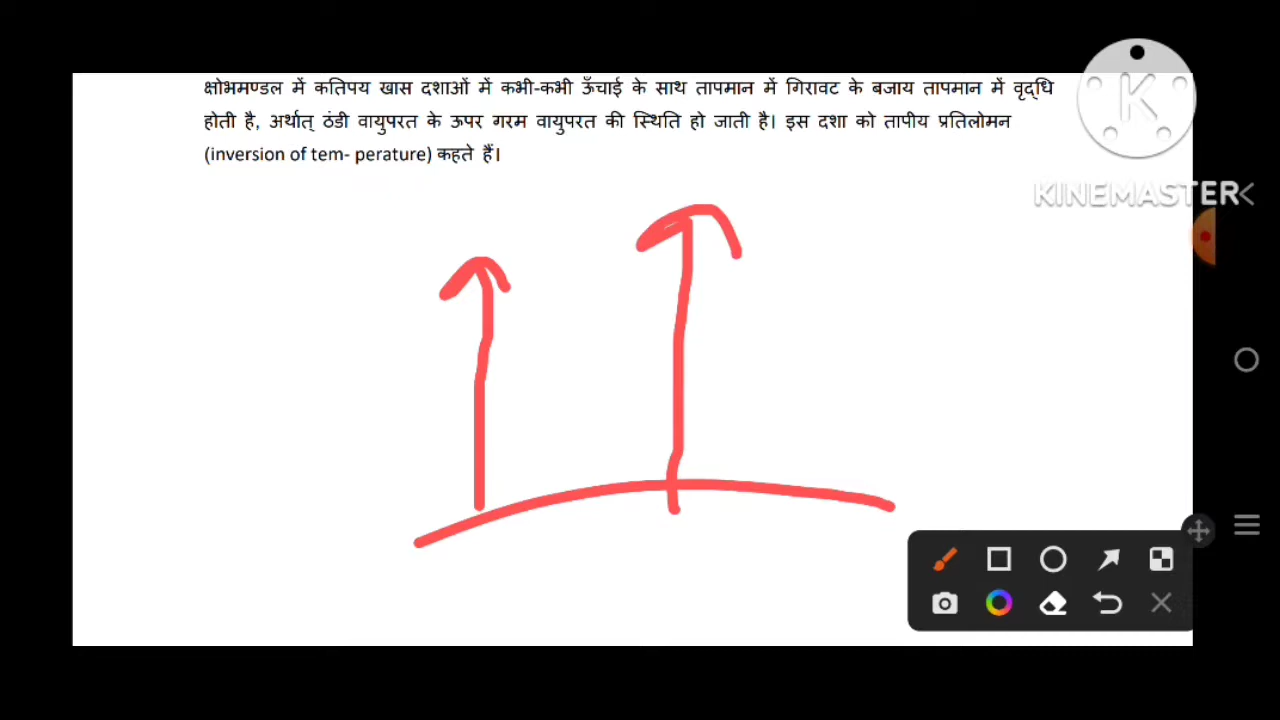 क्षोभमण्डल में कतिपय खास दशाओं में कभी-कभी ऊँचाई के साथ तापमान में गिरावट के बजाय तापमान में वृद्धि
होती है, अर्थात् ठंडी वायुपरत के ऊपर गरम वायुपरत की स्थिति हो जाती है। इस दशा को तापीय प्रतिलोमन
(inversion of tem- perature) कहते हैं।
K
KINEMASTER